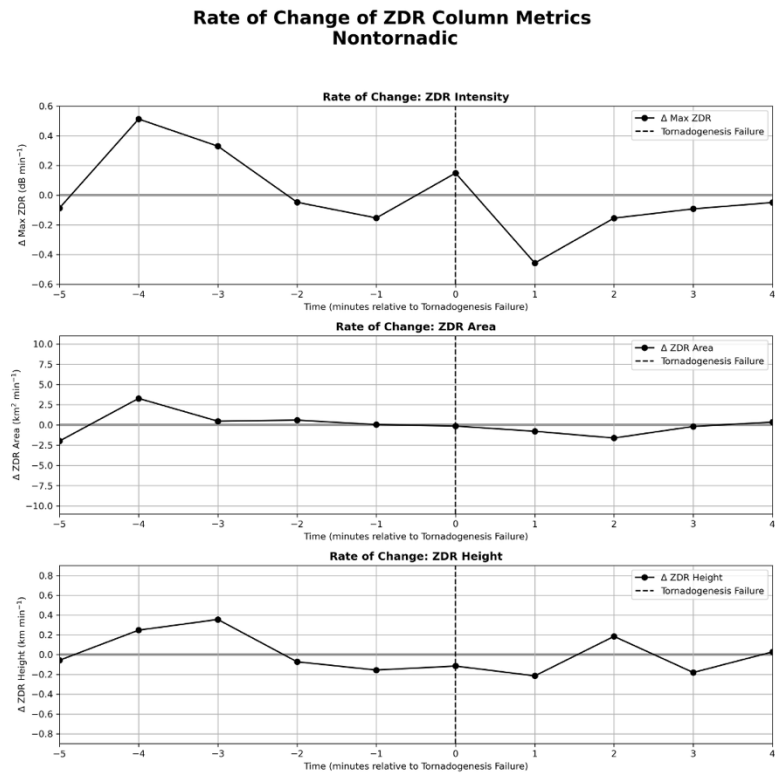 Rate of Change of ZDR Column Metrics
Nontornadic
Rate of Change: ZDR Intensity
Δ Max ZDR (dB min⁻¹)
0.6
0.4
0.2
0.0
−0.2
−0.4
−0.6
Δ Max ZDR
Tornadogenesis Failure
−5 −4 −3 −2 −1 0 1 2 3 4
Time (minutes relative to Tornadogenesis Failure)
Rate of Change: ZDR Area
Δ ZDR Area (km² min⁻¹)
10.0
7.5
5.0
2.5
0.0
−2.5
−5.0
−7.5
−10.0
Δ ZDR Area
Tornadogenesis Failure
−5 −4 −3 −2 −1 0 1 2 3 4
Time (minutes relative to Tornadogenesis Failure)
Rate of Change: ZDR Height
Δ ZDR Height (km min⁻¹)
0.8
0.6
0.4
0.2
0.0
−0.2
−0.4
−0.6
−0.8
Δ ZDR Height
Tornadogenesis Failure
−5 −4 −3 −2 −1 0 1 2 3 4
Time (minutes relative to Tornadogenesis Failure)